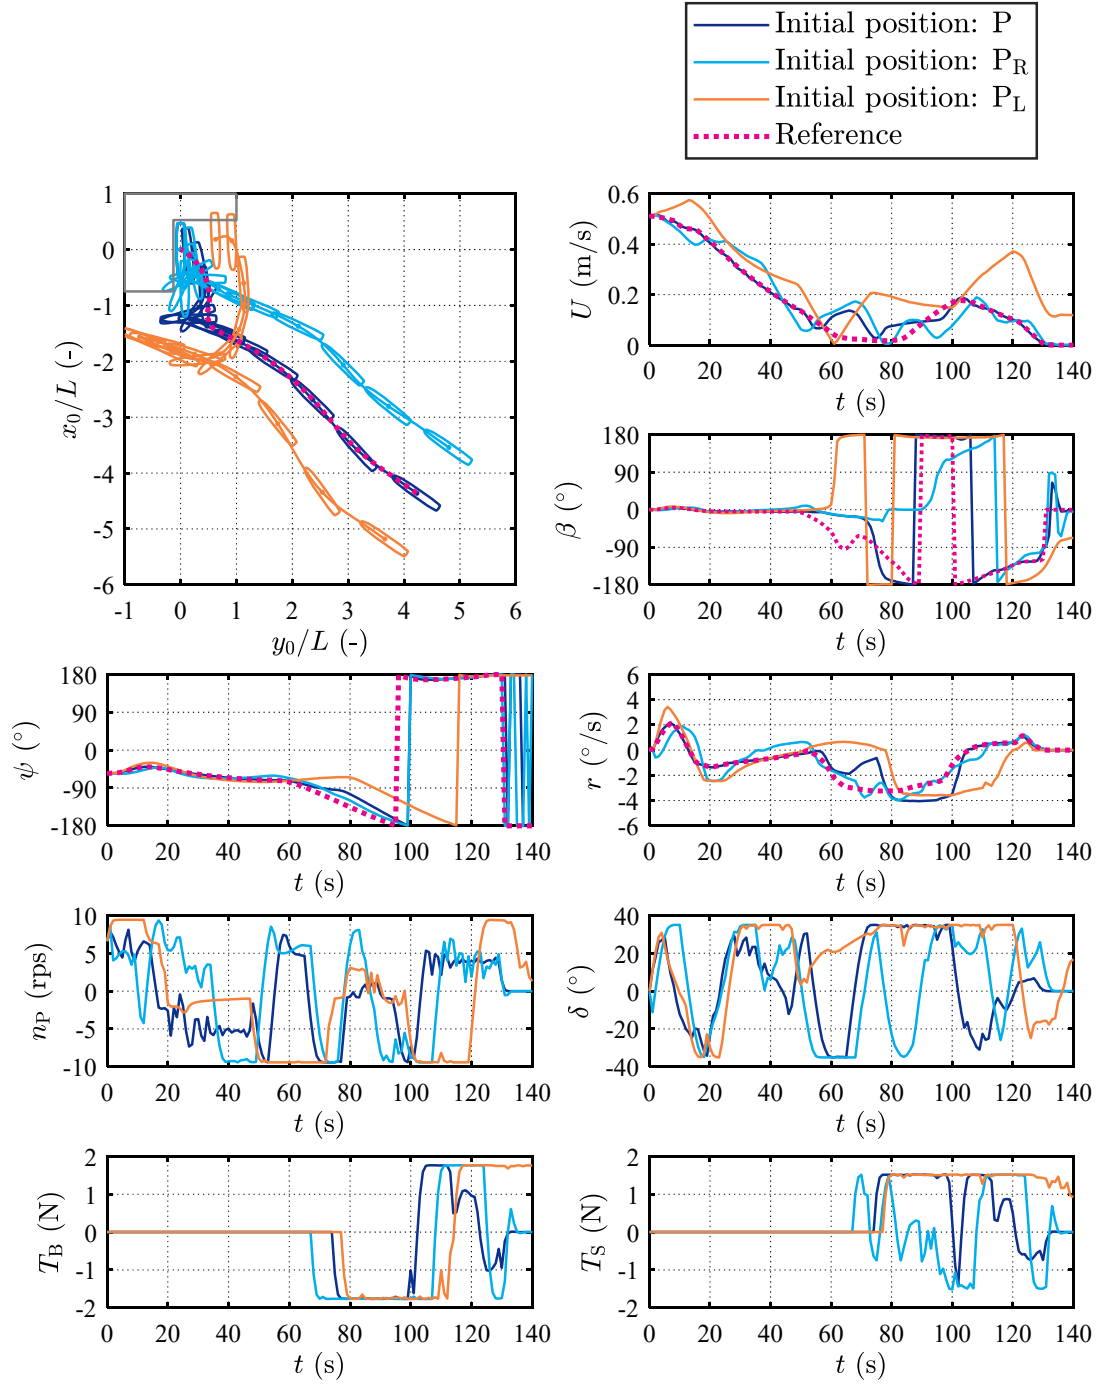 Initial position: P
Initial position: P_R
Initial position: P_L
Reference
1
0
-1
-2
-3
-4
-5
-6
x_0/L (-)
-1 0 1 2 3 4 5 6
y_0/L (-)
0.6
0.4
0.2
0
U (m/s)
0 20 40 60 80 100 120 140
t (s)
180
90
0
-90
-180
β (°)
0 20 40 60 80 100 120 140
t (s)
180
90
0
-90
-180
ψ (°)
0 20 40 60 80 100 120 140
t (s)
6
4
2
0
-2
-4
-6
r (°/s)
0 20 40 60 80 100 120 140
t (s)
10
5
0
-5
-10
n_P (rps)
0 20 40 60 80 100 120 140
t (s)
40
20
0
-20
-40
δ (°)
0 20 40 60 80 100 120 140
t (s)
2
1
0
-1
-2
T_B (N)
0 20 40 60 80 100 120 140
t (s)
2
1
0
-1
-2
T_S (N)
0 20 40 60 80 100 120 140
t (s)